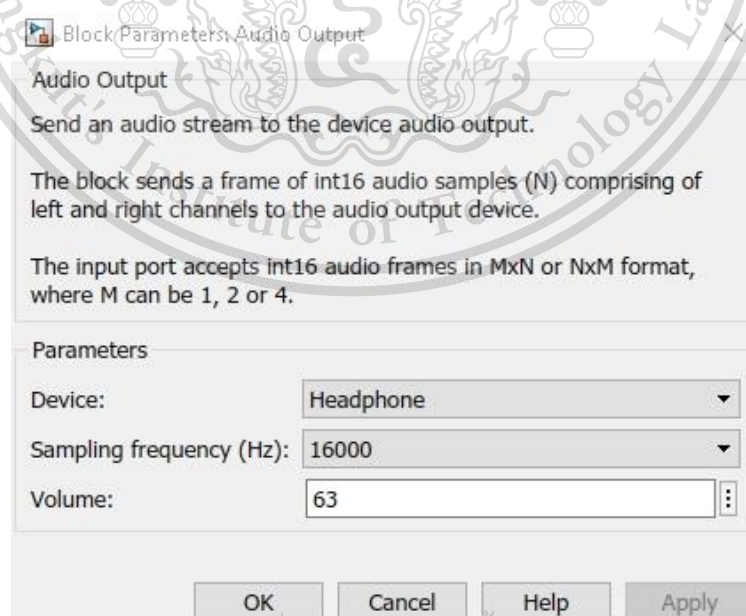 Block Parameters: Audio Output
Audio Output
Send an audio stream to the device audio output.
The block sends a frame of int16 audio samples (N) comprising of
left and right channels to the audio output device.
The input port accepts int16 audio frames in MxN or NxM format,
where M can be 1, 2 or 4.
Parameters
Device: Headphone
Sampling frequency (Hz): 16000
Volume: 63
OK Cancel Help Apply
Institute of Technology